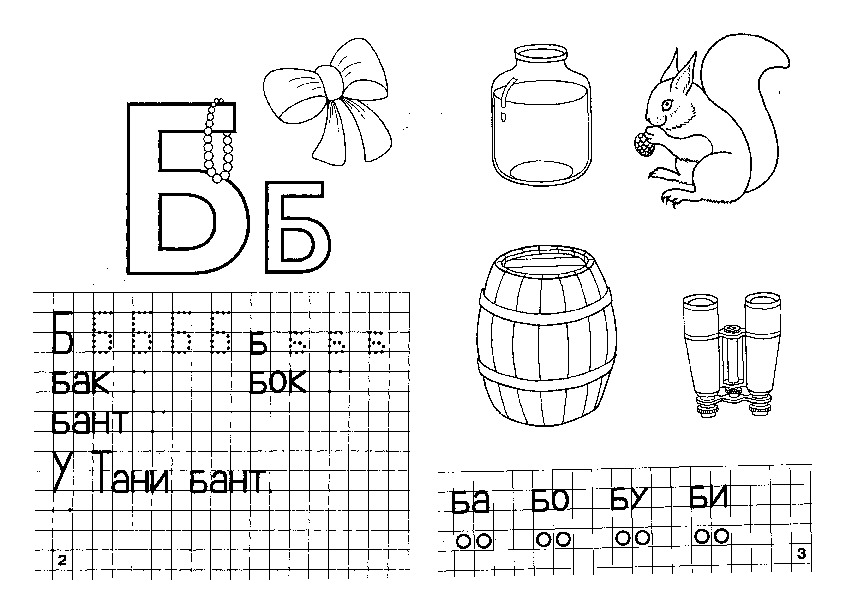 Б Б
Б Б Б Б Б Б Б Б Б
бак бок
бант
У Тани бант.
2
ба бо бу би
3